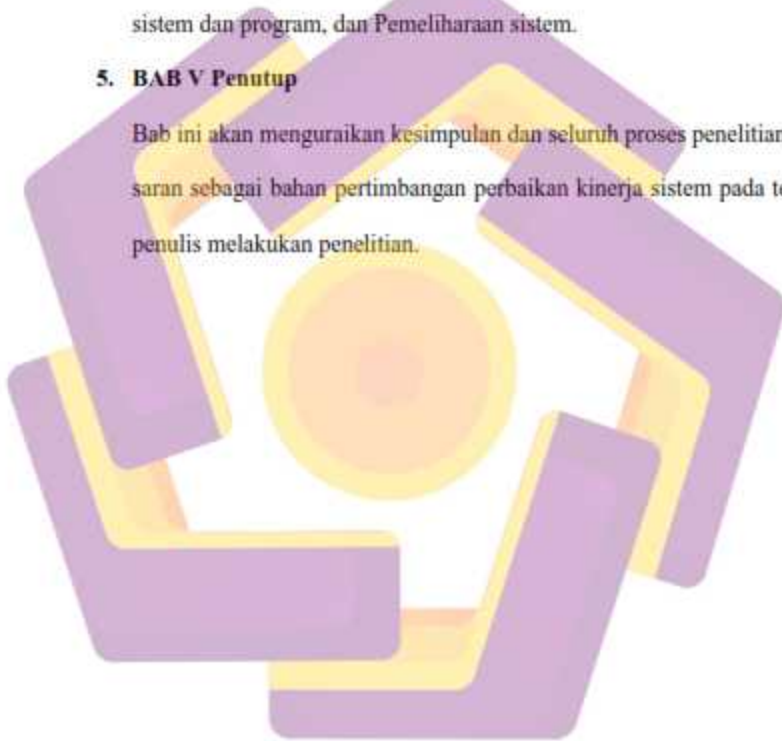 sistem dan program, dan Pemeliharaan sistem.
5. BAB V Penutup
Bab ini akan menguraikan kesimpulan dan seluruh proses penelitian
saran sebagai bahan pertimbangan perbaikan kinerja sistem pada
penulis melakukan penelitian.